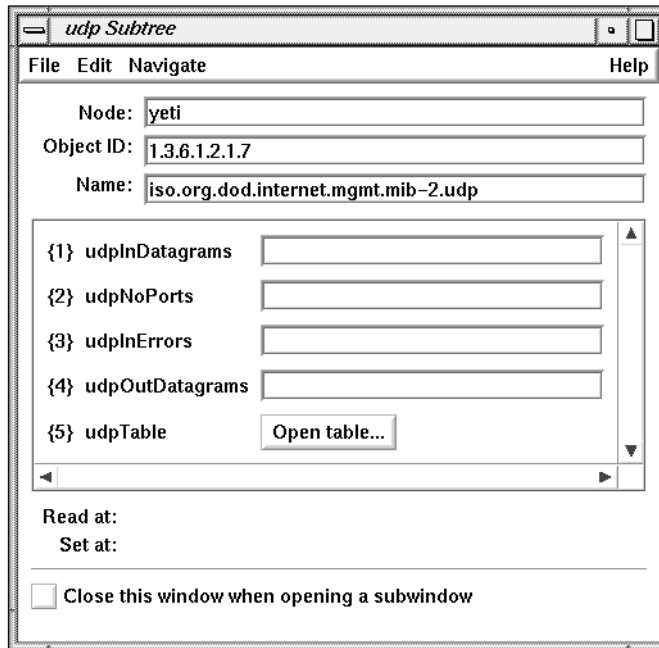 udp Subtree
File Edit Navigate Help
Node: yeti
Object ID: 1.3.6.1.2.1.7
Name: iso.org.dod.internet.mgmt.mib-2.udp
{1} udpInDatagrams
{2} udpNoPorts
{3} udpInErrors
{4} udpOutDatagrams
{5} udpTable Open table...
Read at:
Set at:
Close this window when opening a subwindow